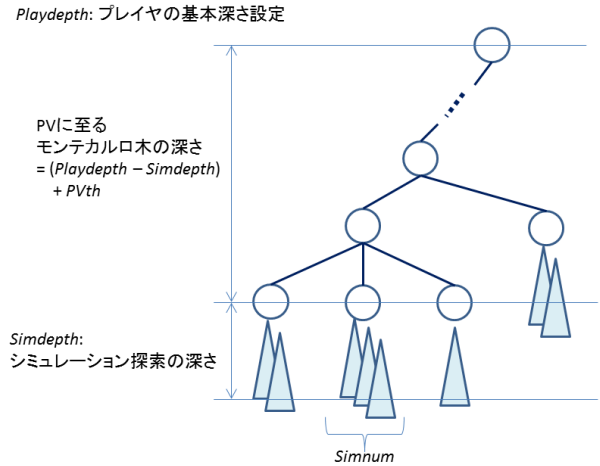 Playdepth: プレイヤの基本深さ設定
PVに至る
モンテカルロ木の深さ
= (Playdepth – Simdepth)
+ PVth
Simdepth:
シミュレーション探索の深さ
Simnum